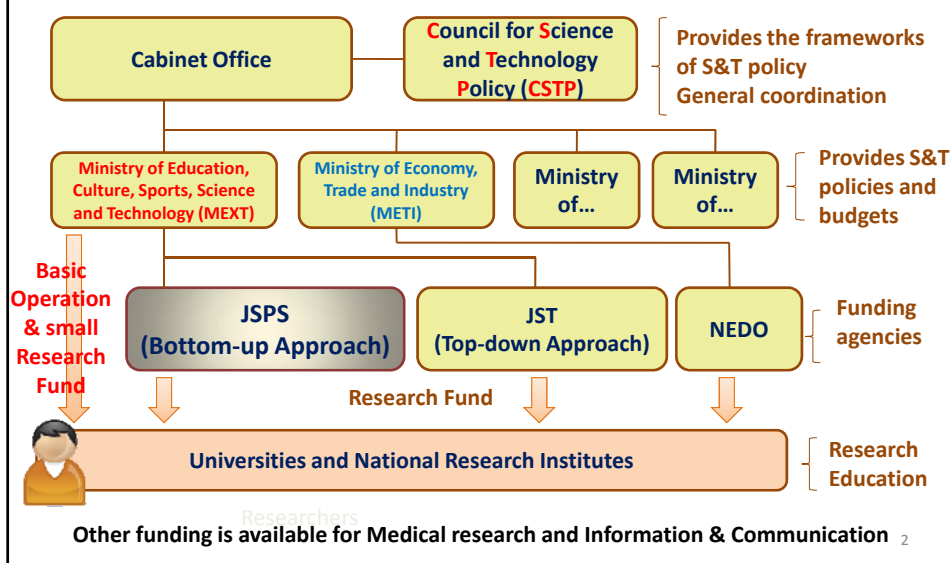 Cabinet Office
Council for Science
and Technology
Policy (CSTP)
Provides the frameworks
of S&T policy
General coordination
Ministry of Education,
Culture, Sports, Science
and Technology (MEXT)
Ministry of Economy,
Trade and Industry
(METI)
Ministry
of…
Ministry
of…
Provides S&T
policies and
budgets
Basic
Operation
& small
Research
Fund
JSPS
(Bottom-up Approach)
JST
(Top-down Approach)
NEDO
Funding
agencies
Research Fund
Universities and National Research Institutes
Research
Education
Researchers
Other funding is available for Medical research and Information & Communication
2